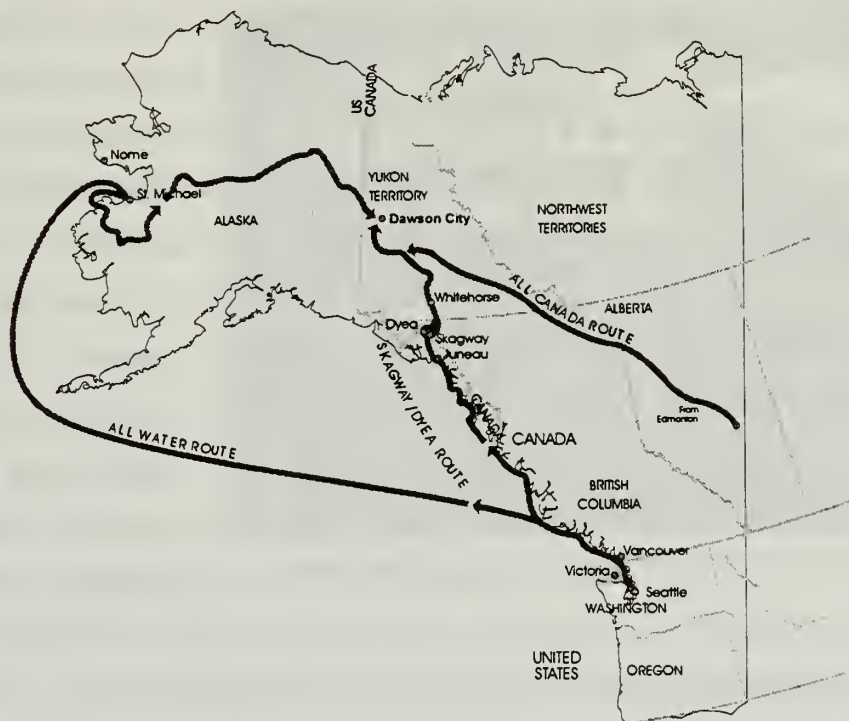 US
CANADA
Nome
St. Michael
YUKON
TERRITORY
ALASKA
Dawson City
NORTHWEST
TERRITORIES
Whitehorse
ALL CANADA ROUTE
ALBERTA
Dyea
Skagway
Juneau
SKAGWAY/DYEA ROUTE
CANADA
US
From
Edmonton
ALL WATER ROUTE
CANADA
BRITISH
COLUMBIA
Vancouver
Victoria
Seattle
WASHINGTON
UNITED
STATES
OREGON